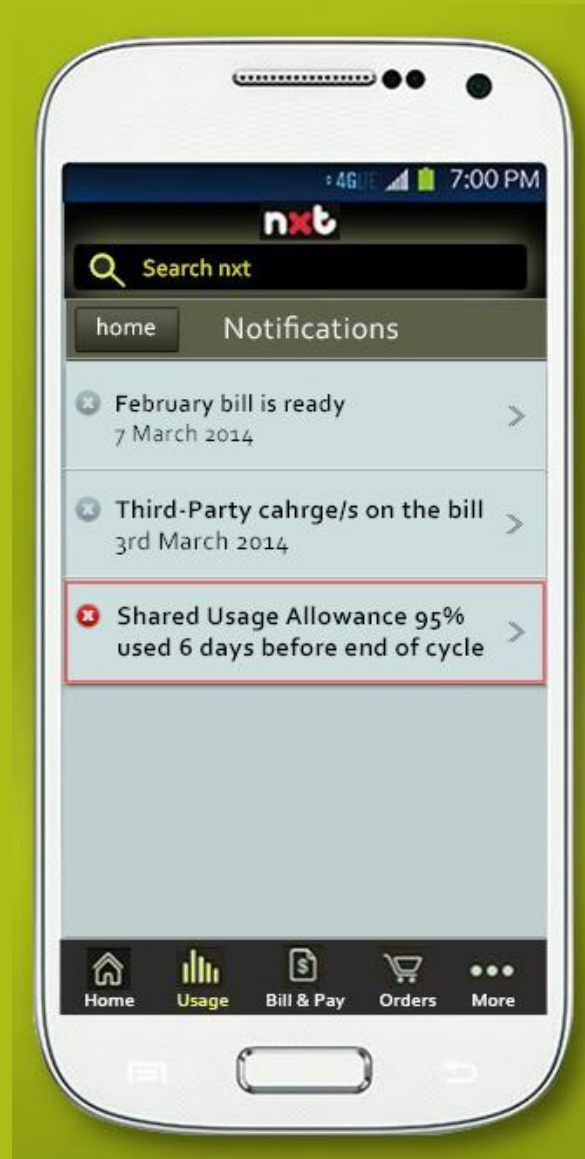 4G LTE 7:00 PM
nxt
Search nxt
home Notifications
February bill is ready
7 March 2014
Third-Party cahrge/s on the bill
3rd March 2014
Shared Usage Allowance 95%
used 6 days before end of cycle
Home Usage Bill & Pay Orders More